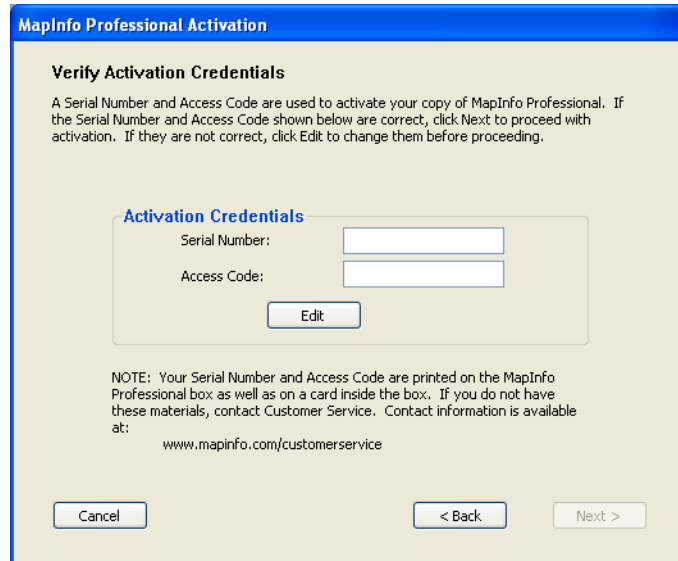 MapInfo Professional Activation
Verify Activation Credentials
A Serial Number and Access Code are used to activate your copy of MapInfo Professional. If
the Serial Number and Access Code shown below are correct, click Next to proceed with
activation. If they are not correct, click Edit to change them before proceeding.
Activation Credentials
Serial Number:
Access Code:
Edit
NOTE: Your Serial Number and Access Code are printed on the MapInfo
Professional box as well as on a card inside the box. If you do not have
these materials, contact Customer Service. Contact information is available
at:
www.mapinfo.com/customerservice
Cancel
< Back
Next >